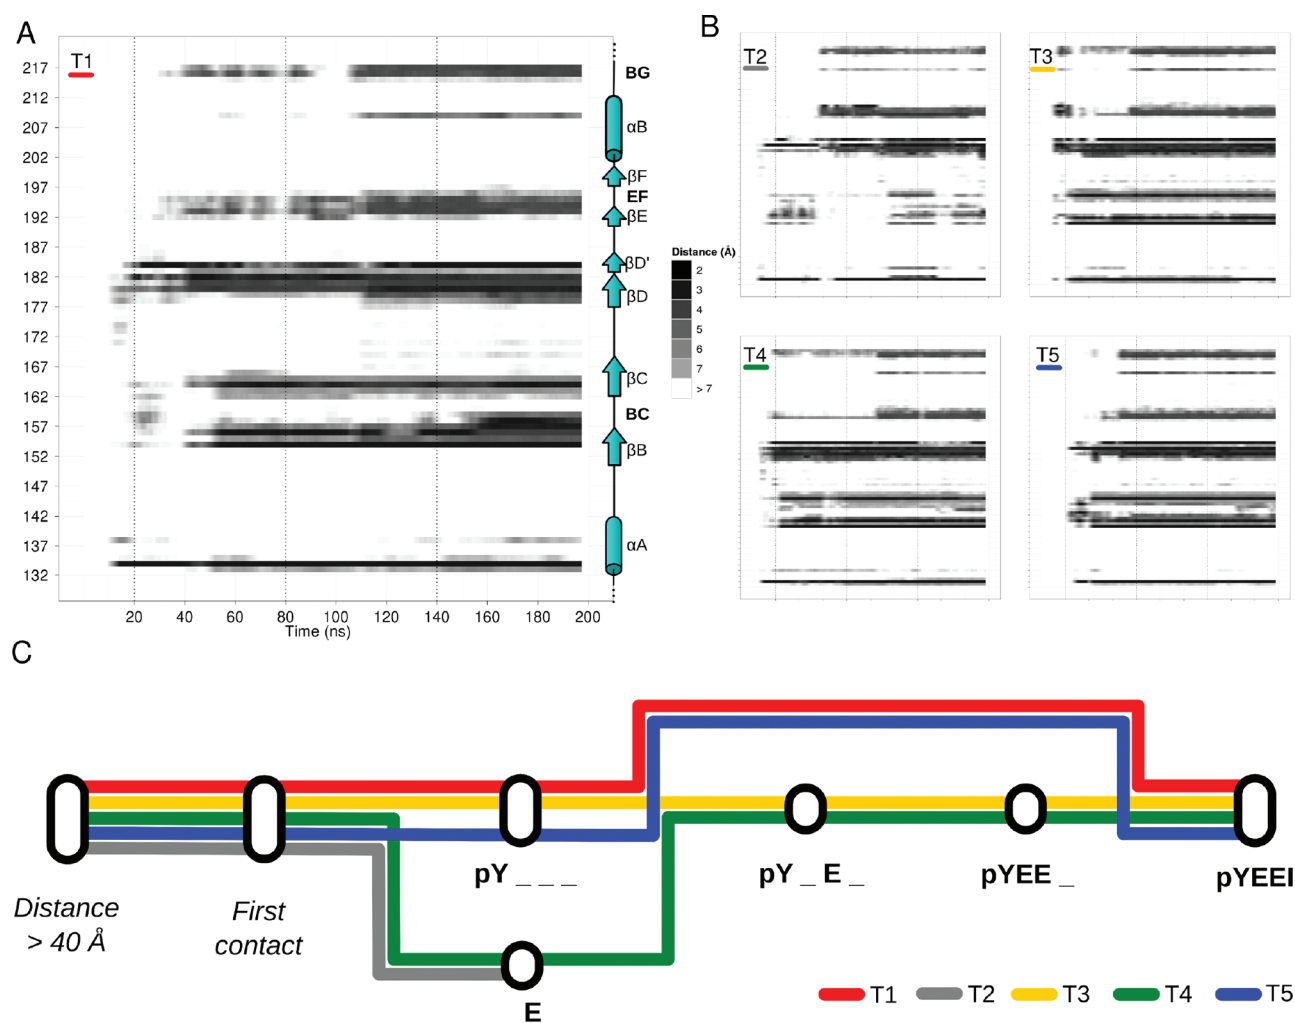 A
T1
217
212
207
202
197
192
187
182
177
172
167
162
157
152
147
142
137
132
20
40
60
80
100
120
140
160
180
200
Time (ns)
BG
αB
βF
EF
βE
βD'
βD
βC
BC
βB
αA
Distance (Å)
2
3
4
5
6
7
> 7
B
T2
T3
T4
T5
C
Distance
> 40 Å
First
contact
pY _ _ _
E
pY _ E _
pYEE _
pYEEI
T1
T2
T3
T4
T5